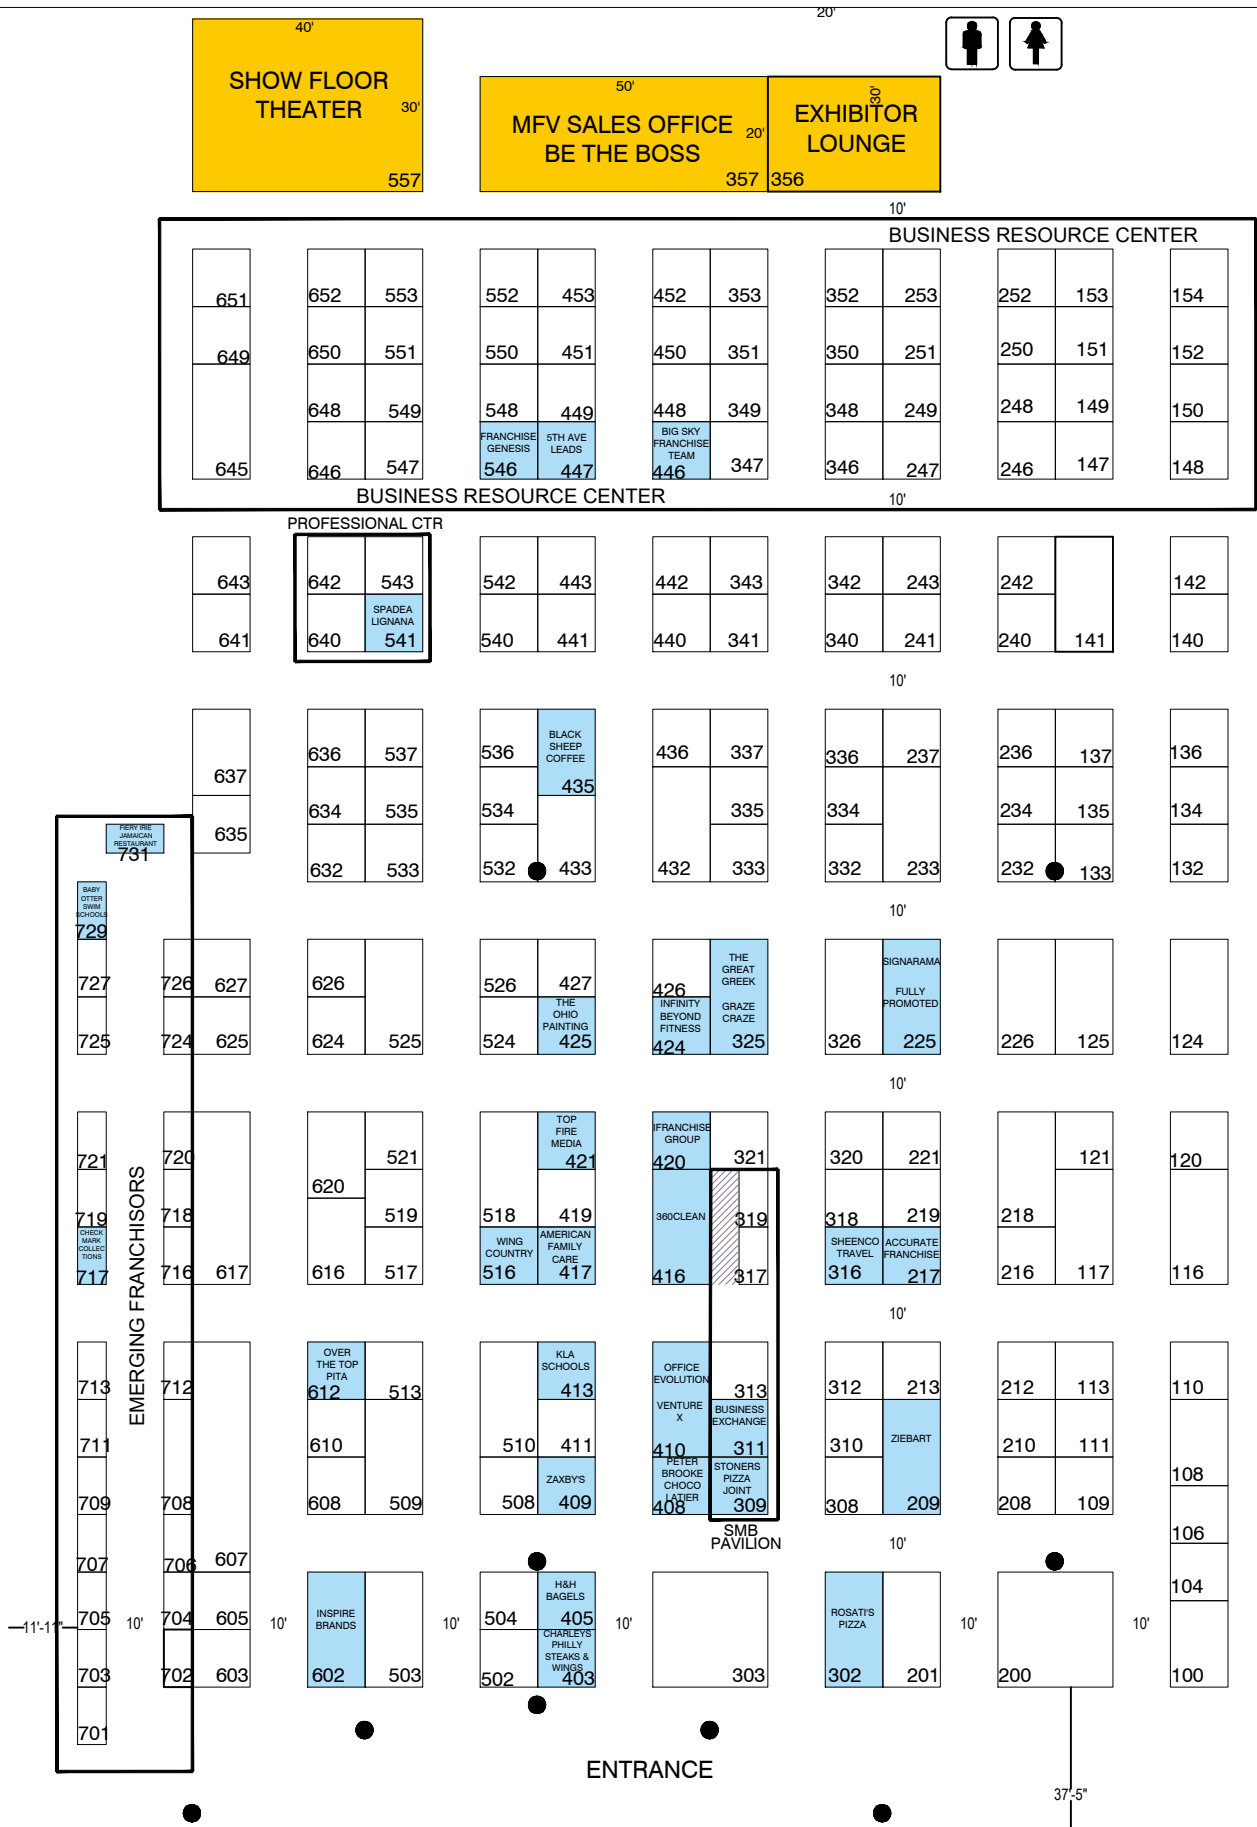 20'
40'
SHOW FLOOR
THEATER
30'
557
50'
MFV SALES OFFICE
BE THE BOSS
20'
357
30'
EXHIBITOR
LOUNGE
356
10'
BUSINESS RESOURCE CENTER
651 652 553 552 453 452 353 352 253 252 153 154
649 650 551 550 451 450 351 350 251 250 151 152
648 549 548 449 448 349 348 249 248 149 150
FRANCHISE
GENESIS
546
5TH AVE
LEADS
447
BIG SKY
FRANCHISE
TEAM
446
645 646 547 347 346 247 246 147 148
BUSINESS RESOURCE CENTER
10'
PROFESSIONAL CTR
643 642 543 542 443 442 343 342 243 242 142
SPADEA
LIGNANA
541
641 640 540 441 440 341 340 241 240 141 140
10'
BLACK
SHEEP
COFFEE
435
637 636 537 536 436 337 336 237 236 137 136
635 634 535 534 335 334 234 135 134
632 533 532 433 432 333 332 233 232 133 132
FIERY IRIE
JAMAICAN
RESTAURANT
731
BABY
OTTER
SWIM
SCHOOLS
729
10'
727 726 627 626 526 427 426
THE
GREAT
GREEK
GRAZE
CRAZE
325
SIGNARAMA
FULLY
PROMOTED
225
THE
OHIO
PAINTING
425
INFINITY
BEYOND
FITNESS
424
725 724 625 624 525 524 326 226 125 124
10'
TOP
FIRE
MEDIA
421
IFRANCHISE
GROUP
420
721 720 521 321 320 221 121 120
620
360CLEAN
416
719 718 519 518 419 319 318 219 218
CHECK
MARK
COLLEC
TIONS
717
WING
COUNTRY
516
AMERICAN
FAMILY
CARE
417
SHEENCO
TRAVEL
316
ACCURATE
FRANCHISE
217
716 617 616 517 317 216 117 116
EMERGING FRANCHISORS
10'
OVER
THE TOP
PITA
612
KLA
SCHOOLS
413
OFFICE
EVOLUTION
VENTURE
X
410
713 712 513 313 312 213 212 113 110
BUSINESS
EXCHANGE
311
ZIEBART
209
711 610 510 411 310 210 111
108
ZAXBY'S
409
PETER
BROOKE
CHOCO
LATIER
408
STONERS
PIZZA
JOINT
309
709 708 608 509 508 308 208 109
SMB
PAVILION
10'
106
707 706 607
104
INSPIRE
BRANDS
602
H&H
BAGELS
405
ROSATI'S
PIZZA
302
11'-11" 705 10' 704 605 10' 10' 504 10' 10' 10'
CHARLEYS
PHILLY
STEAKS &
WINGS
403
703 702 603 503 502 303 201 200 100
701
ENTRANCE
37'-5"